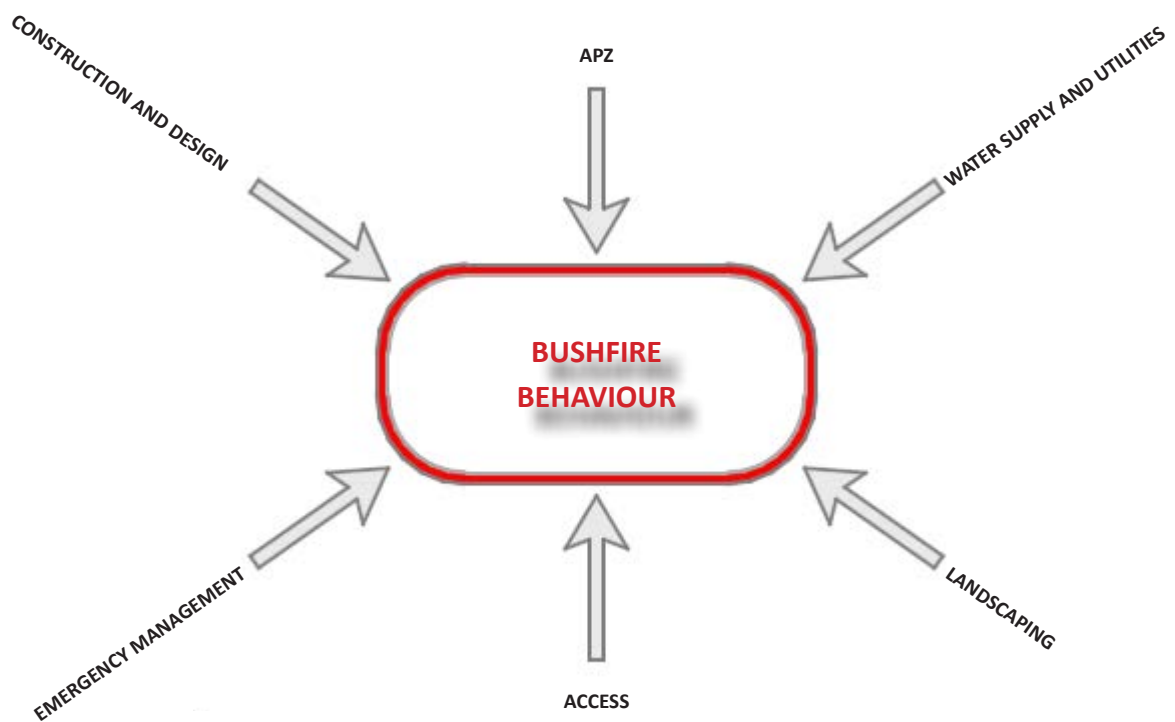 CONSTRUCTION AND DESIGN
APZ
WATER SUPPLY AND UTILITIES
BUSHFIRE
BEHAVIOUR
EMERGENCY MANAGEMENT
ACCESS
LANDSCAPING